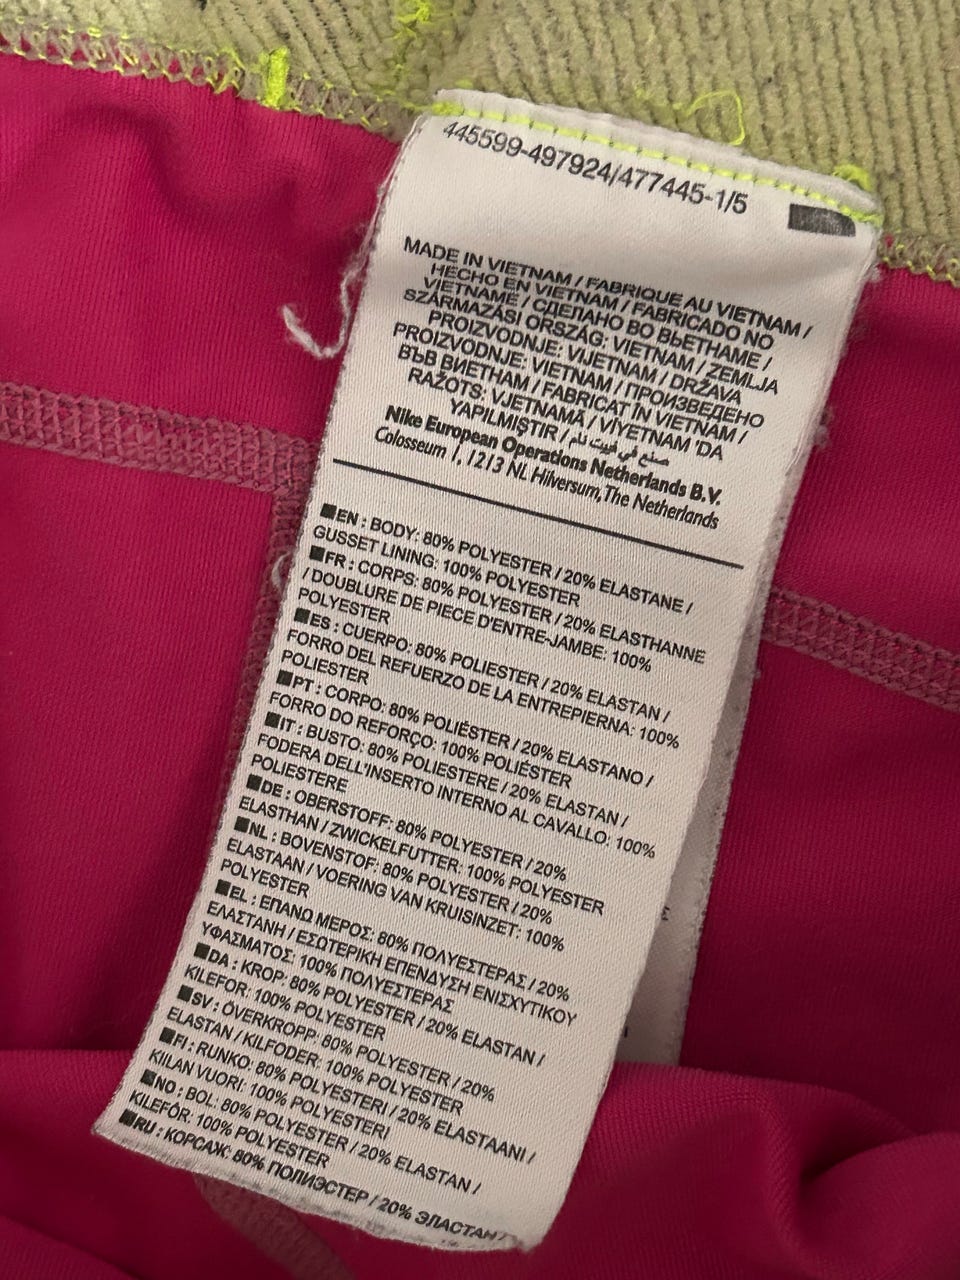 445599-497924/477445-1/5
MADE IN VIETNAM / FABRIQUE AU VIETNAM /
HECHO EN VIETNAM / FABRICADO NO
VIETNAME / СДЕЛАНО ВО ВЬЕТНАМЕ /
SZÁRMAZÁSI ORSZÁG: VIETNAM / ZEMLJA
PROIZVODNJE: VIJETNAM / DRŽAVA
PROIZVODNJE: VIETNAM / ПРОИЗВЕДЕНО
ВЪВ ВИЕТНАМ / FABRICAT ÎN VIETNAM /
RAŽOTS: VJETNAMĀ / VİYETNAM 'DA
YAPILMIŞTIR / صنع في فييت نام
Nike European Operations Netherlands B.V.
Colosseum 1, 1213 NL Hilversum, The Netherlands
EN : BODY: 80% POLYESTER / 20% ELASTANE /
GUSSET LINING: 100% POLYESTER
FR : CORPS: 80% POLYESTER / 20% ELASTHANNE
/ DOUBLURE DE PIECE D'ENTRE-JAMBE: 100%
POLYESTER
ES : CUERPO: 80% POLIESTER / 20% ELASTAN /
FORRO DEL REFUERZO DE LA ENTREPIERNA: 100%
POLIESTER
PT : CORPO: 80% POLIÉSTER / 20% ELASTANO /
FORRO DO REFORÇO: 100% POLIÉSTER
IT : BUSTO: 80% POLIESTERE / 20% ELASTAN /
FODERA DELL'INSERTO INTERNO AL CAVALLO: 100%
POLIESTERE
DE : OBERSTOFF: 80% POLYESTER / 20%
ELASTHAN / ZWICKELFUTTER: 100% POLYESTER
NL : BOVENSTOF: 80% POLYESTER / 20%
ELASTAAN / VOERING VAN KRUISINZET: 100%
POLYESTER
EL : ΕΠΑΝΩ ΜΕΡΟΣ: 80% ΠΟΛΥΕΣΤΕΡΑΣ / 20%
ΕΛΑΣΤΑΝΗ / ΕΣΩΤΕΡΙΚΗ ΕΠΕΝΔΥΣΗ ΕΝΙΣΧΥΤΙΚΟΥ
ΥΦΑΣΜΑΤΟΣ: 100% ΠΟΛΥΕΣΤΕΡΑΣ
DA : KROP: 80% POLYESTER / 20% ELASTAN /
KILEFOR: 100% POLYESTER
SV : ÖVERKROPP: 80% POLYESTER / 20%
ELASTAN / KILFODER: 100% POLYESTER
FI : RUNKO: 80% POLYESTERI / 20% ELASTAANI /
KIILAN VUORI: 100% POLYESTERI
NO : BOL: 80% POLYESTER / 20% ELASTAN /
KILEFÔR: 100% POLYESTER
RU : КОРСАЖ: 80% ПОЛИЭСТЕР / 20% ЭЛАСТАН /